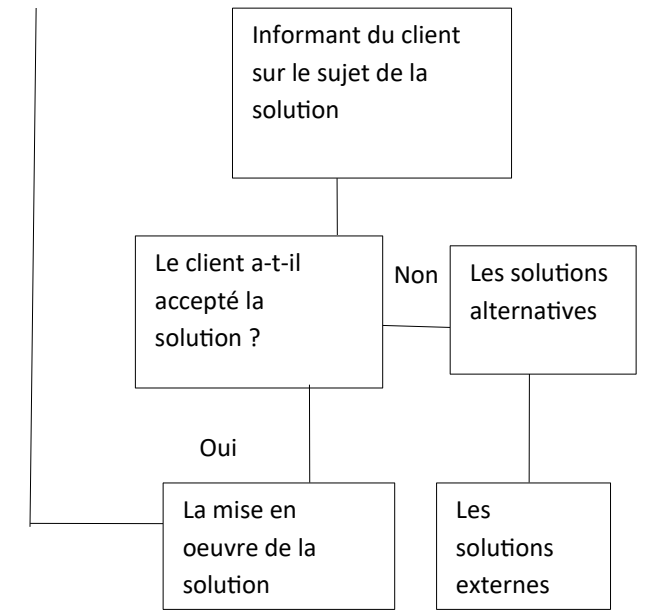 Informant du client
sur le sujet de la
solution
Le client a-t-il
accepté la
solution ?
Non
Les solutions
alternatives
Oui
La mise en
oeuvre de la
solution
Les
solutions
externes